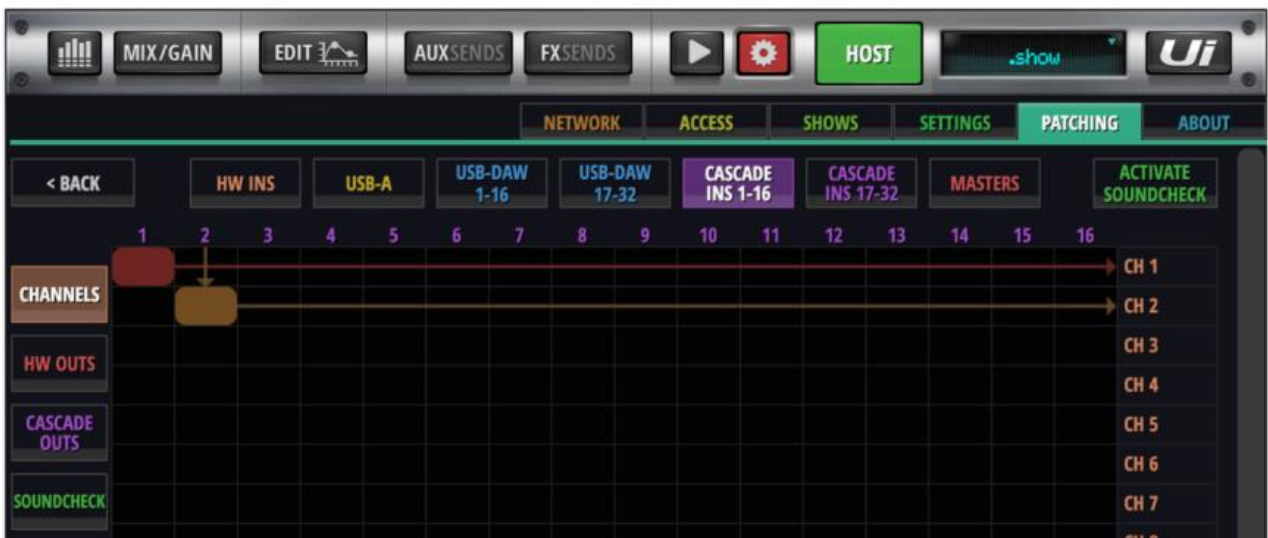 MIX/GAIN EDIT AUXSENDS FXSENDS HOST .show Ui
NETWORK ACCESS SHOWS SETTINGS PATCHING ABOUT
< BACK HW INS USB-A USB-DAW 1-16 USB-DAW 17-32 CASCADE INS 1-16 CASCADE INS 17-32 MASTERS ACTIVATE SOUNDCHECK
1 2 3 4 5 6 7 8 9 10 11 12 13 14 15 16
CH 1
CHANNELS
CH 2
CH 3
HW OUTS
CH 4
CASCADE OUTS
CH 5
CH 6
SOUNDCHECK
CH 7